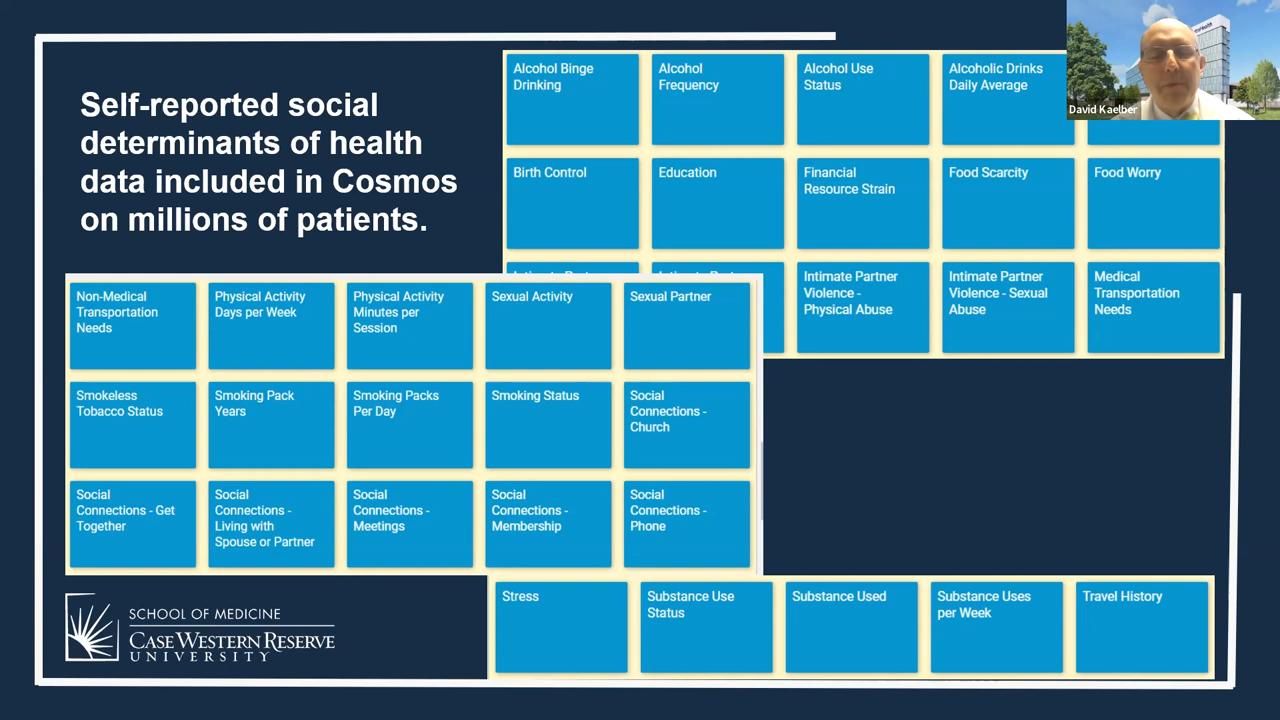 Self-reported social
determinants of health
data included in Cosmos
on millions of patients.
Alcohol Binge
Drinking
Alcohol
Frequency
Alcohol Use
Status
Alcoholic Drinks
Daily Average
David Kaelber
Birth Control
Education
Financial
Resource Strain
Food Scarcity
Food Worry
Intimate Partner
Violence -
Physical Abuse
Intimate Partner
Violence - Sexual
Abuse
Medical
Transportation
Needs
Non-Medical
Transportation
Needs
Physical Activity
Days per Week
Physical Activity
Minutes per
Session
Sexual Activity
Sexual Partner
Smokeless
Tobacco Status
Smoking Pack
Years
Smoking Packs
Per Day
Smoking Status
Social
Connections -
Church
Social
Connections - Get
Together
Social
Connections -
Living with
Spouse or Partner
Social
Connections -
Meetings
Social
Connections -
Membership
Social
Connections -
Phone
Stress
Substance Use
Status
Substance Used
Substance Uses
per Week
Travel History
SCHOOL OF MEDICINE
CASE WESTERN RESERVE
UNIVERSITY